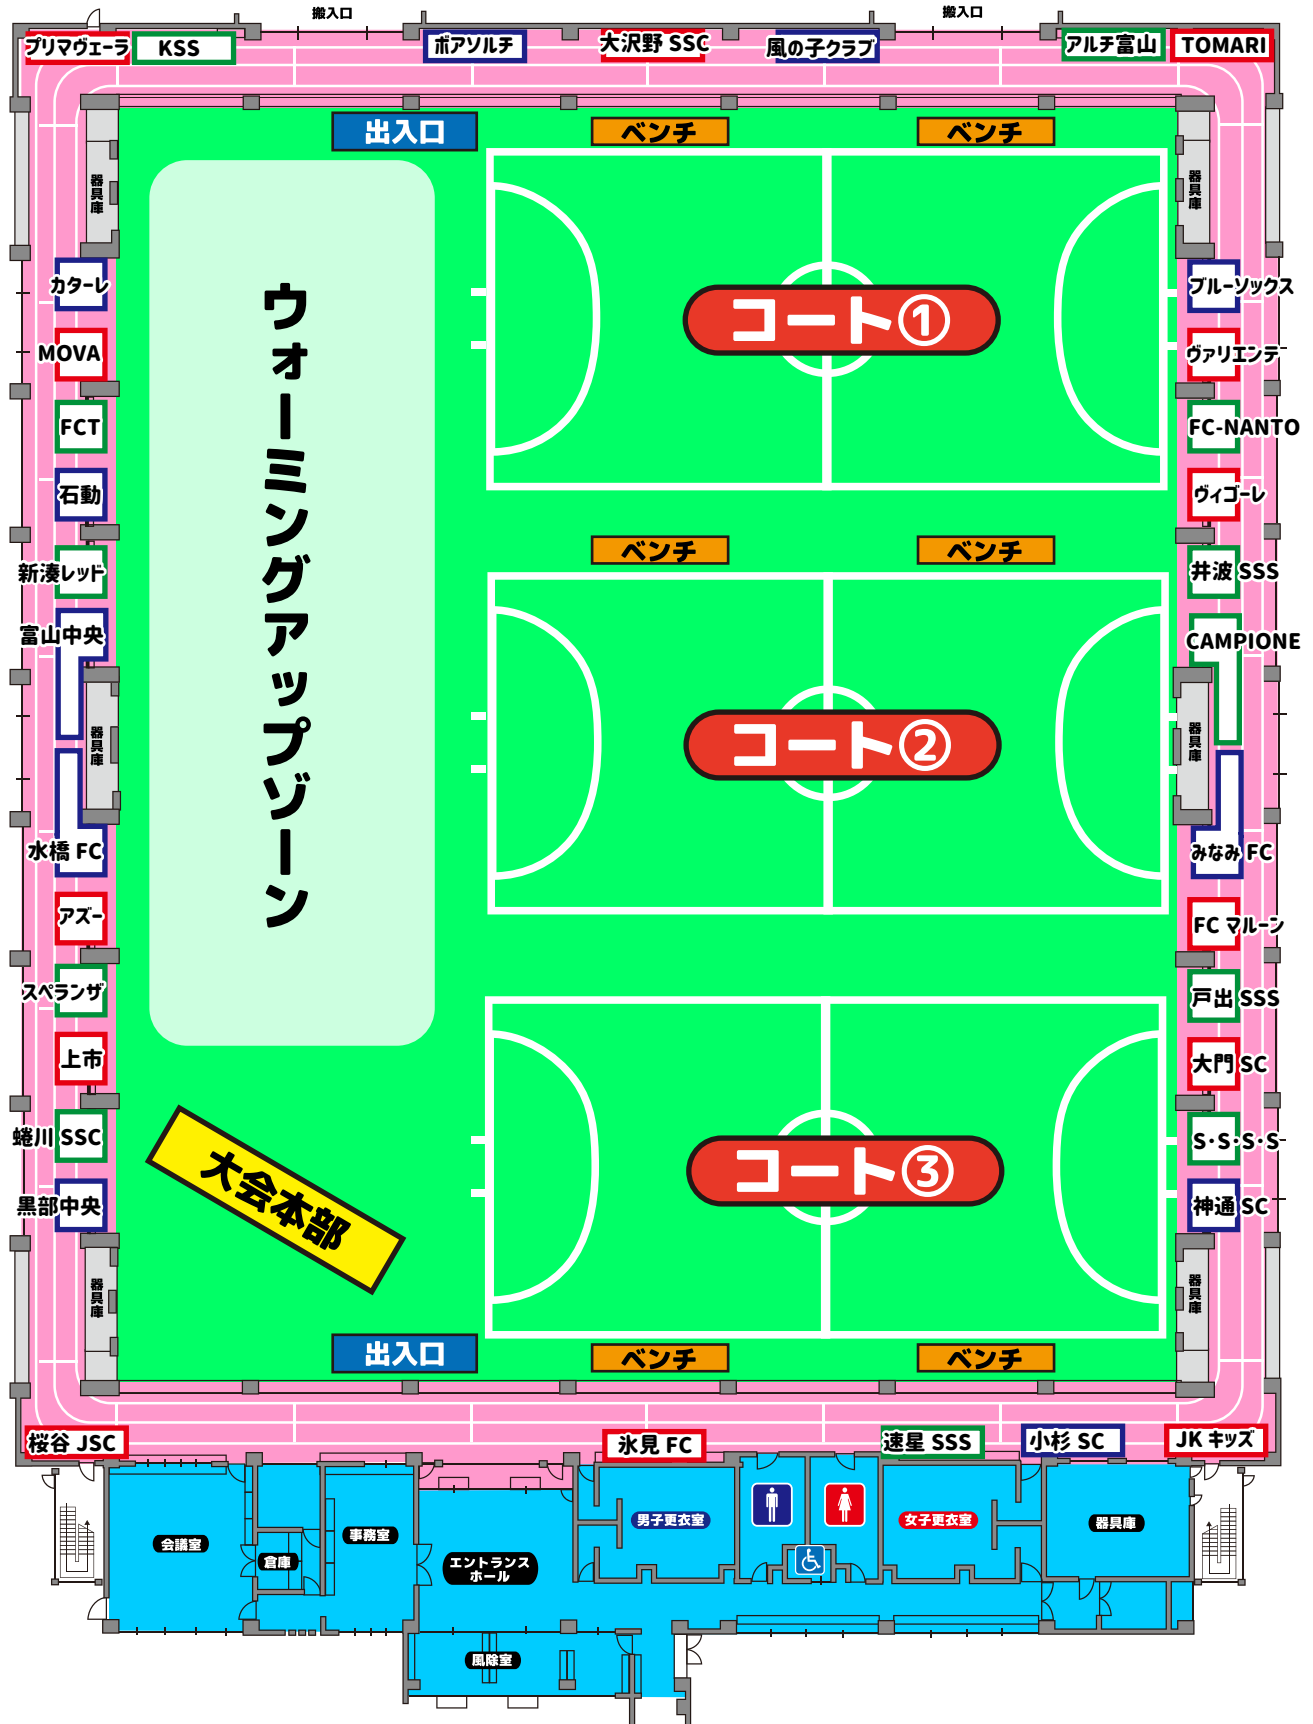 搬入口
搬入口
プリマヴェーラ
KSS
ボアソルチ
大沢野 SSC
風の子クラブ
アルチ富山
TOMARI
出入口
ベンチ
ベンチ
器具庫
器具庫
カターレ
MOVA
FCT
石動
新湊レッド
富山中央
器具庫
水橋 FC
アズー
スペランザ
上市
蜷川 SSC
黒部中央
器具庫
ウォーミングアップゾーン
コート①
ベンチ
ベンチ
コート②
コート③
大会本部
出入口
ベンチ
ベンチ
ブルーソックス
ヴァリエンテ
FC-NANTO
ヴィゴーレ
井波 SSS
CAMPIONE
器具庫
みなみ FC
FC マルーン
戸出 SSS
大門 SC
S・S・S・S
神通 SC
器具庫
桜谷 JSC
氷見 FC
速星 SSS
小杉 SC
JK キッズ
会議室
倉庫
事務室
エントランス
ホール
男子更衣室
女子更衣室
器具庫
風除室